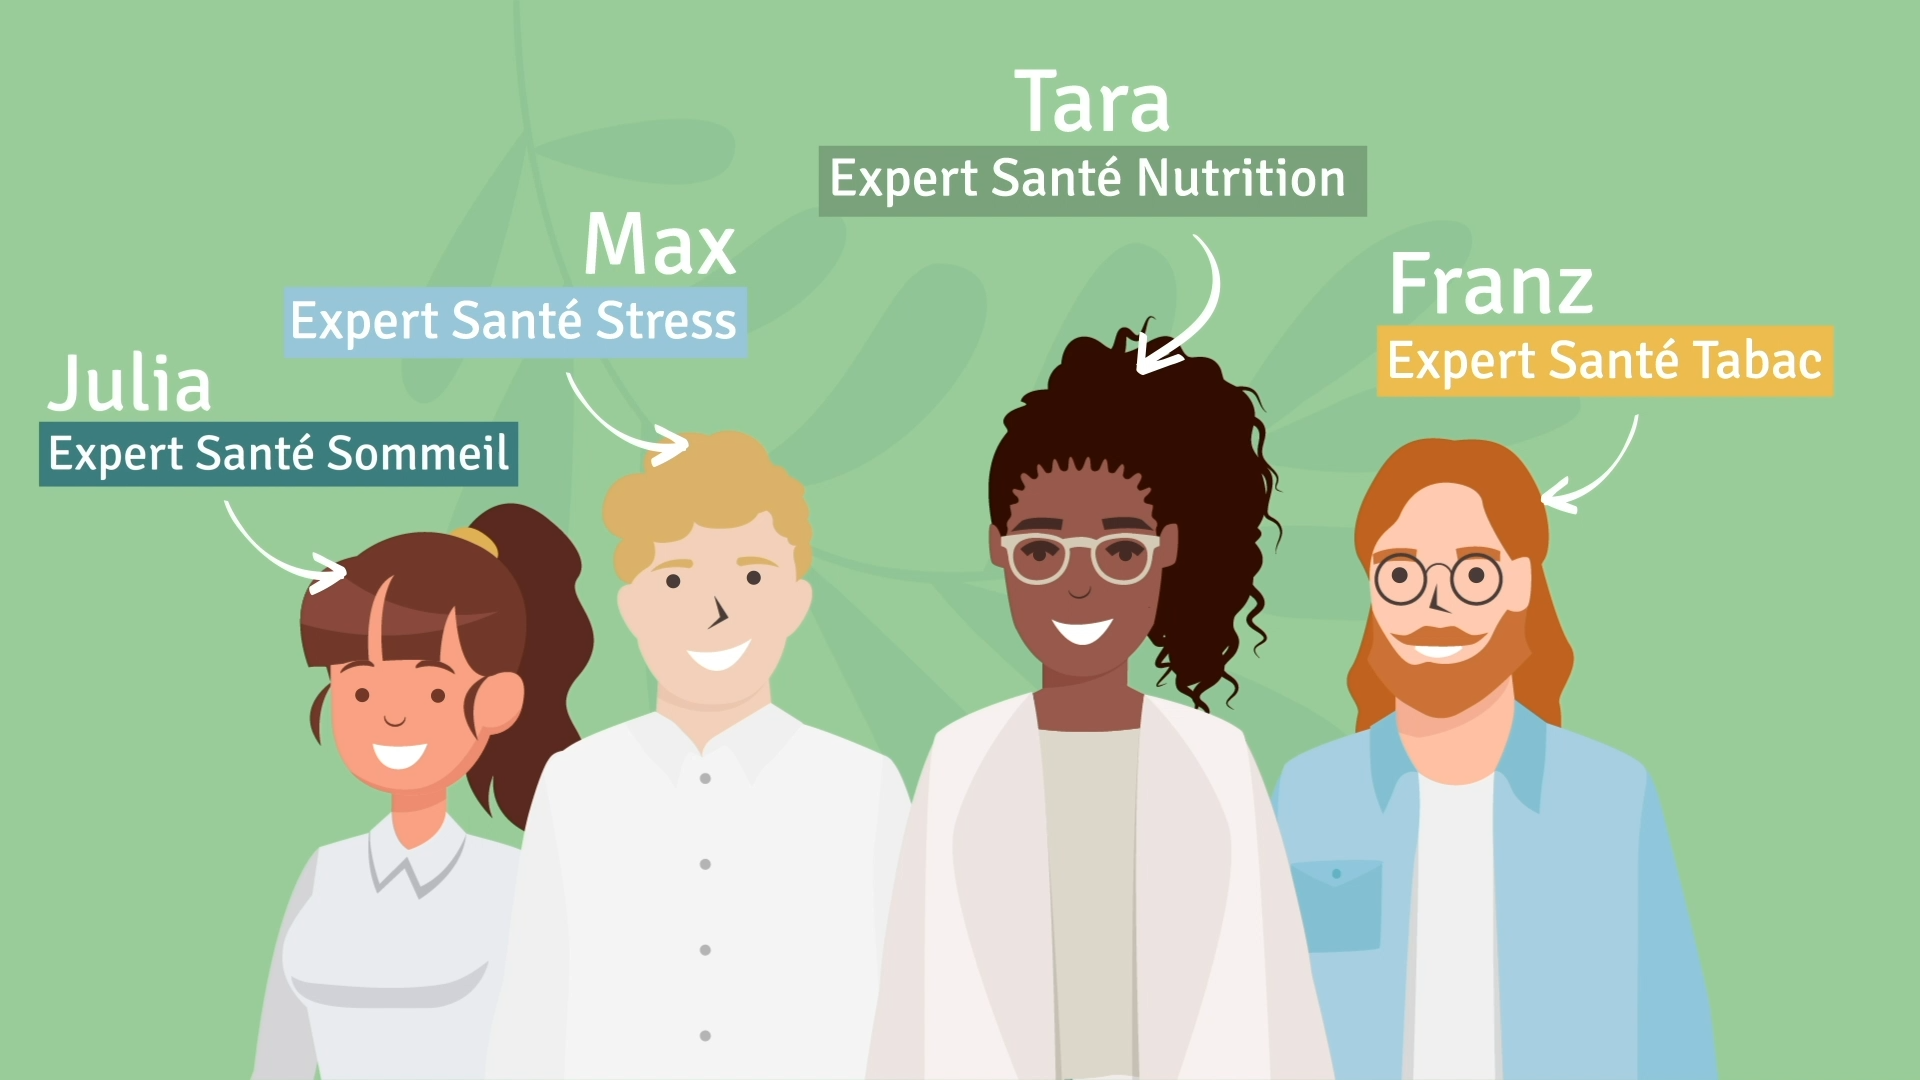 Julia
Expert Santé Sommeil
Max
Expert Santé Stress
Tara
Expert Santé Nutrition
Franz
Expert Santé Tabac